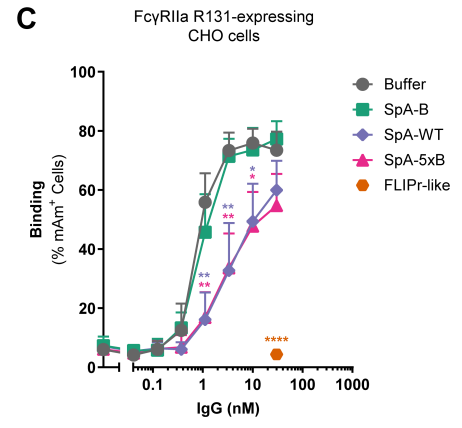 C
FcγRIIa R131-expressing
CHO cells
Binding
(% mAm⁺ Cells)
100
80
60
40
20
0
0.1
1
10
100
1000
IgG (nM)
**
**
**
**
*
*
****
Buffer
SpA-B
SpA-WT
SpA-5xB
FLIPr-like